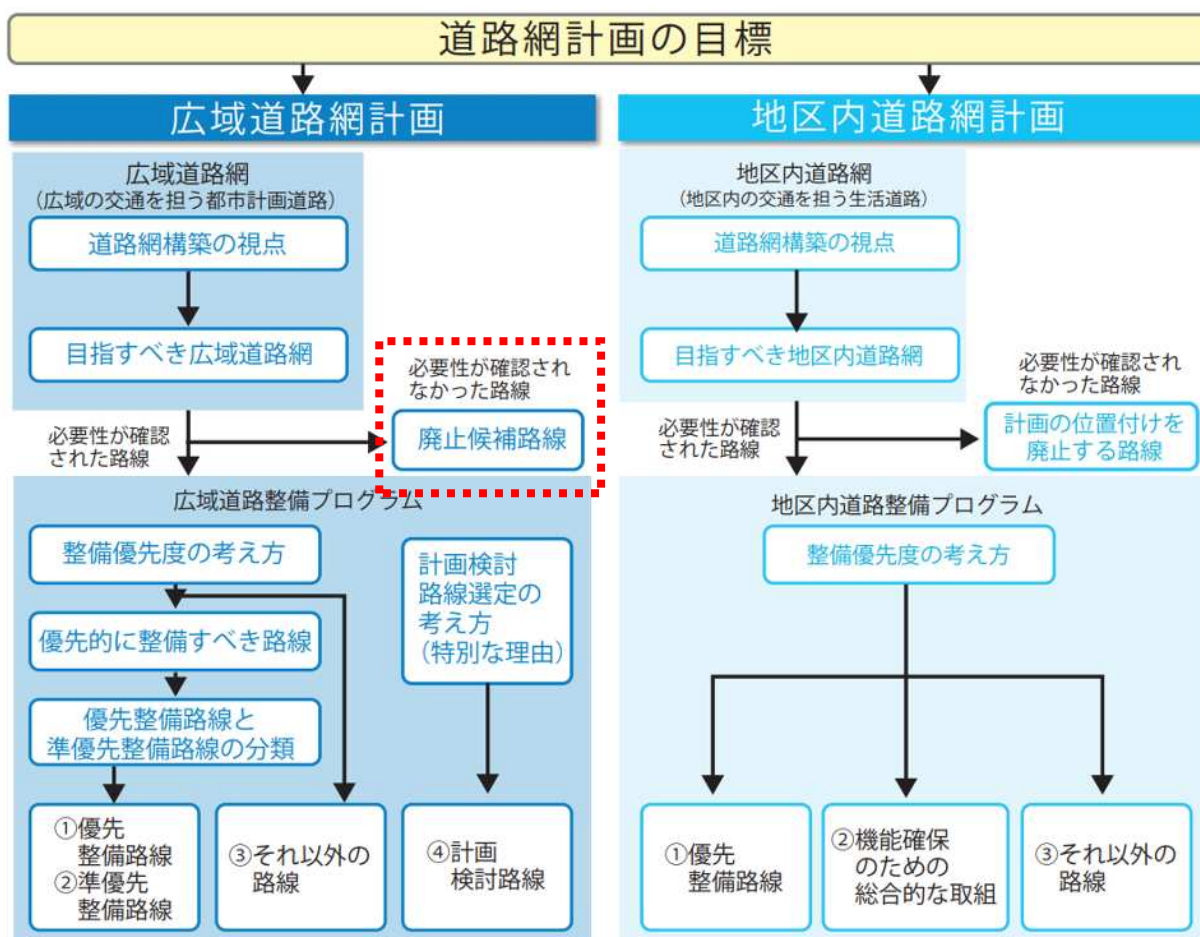 道路網計画の目標
広域道路網計画
広域道路網
（広域の交通を担う都市計画道路）
道路網構築の視点
目指すべき広域道路網
必要性が確認され
なかった路線
廃止候補路線
必要性が確認
された路線
広域道路整備プログラム
整備優先度の考え方
優先的に整備すべき路線
優先整備路線と
準優先整備路線の分類
計画検討
路線選定の
考え方
（特別な理由）
①優先
整備路線
②準優先
整備路線
③それ以外の
路線
④計画
検討路線
地区内道路網計画
地区内道路網
（地区内の交通を担う生活道路）
道路網構築の視点
目指すべき地区内道路網
必要性が確認され
なかった路線
計画の位置付けを
廃止する路線
必要性が確認
された路線
地区内道路整備プログラム
整備優先度の考え方
①優先
整備路線
②機能確保
のための
総合的な取組
③それ以外の
路線